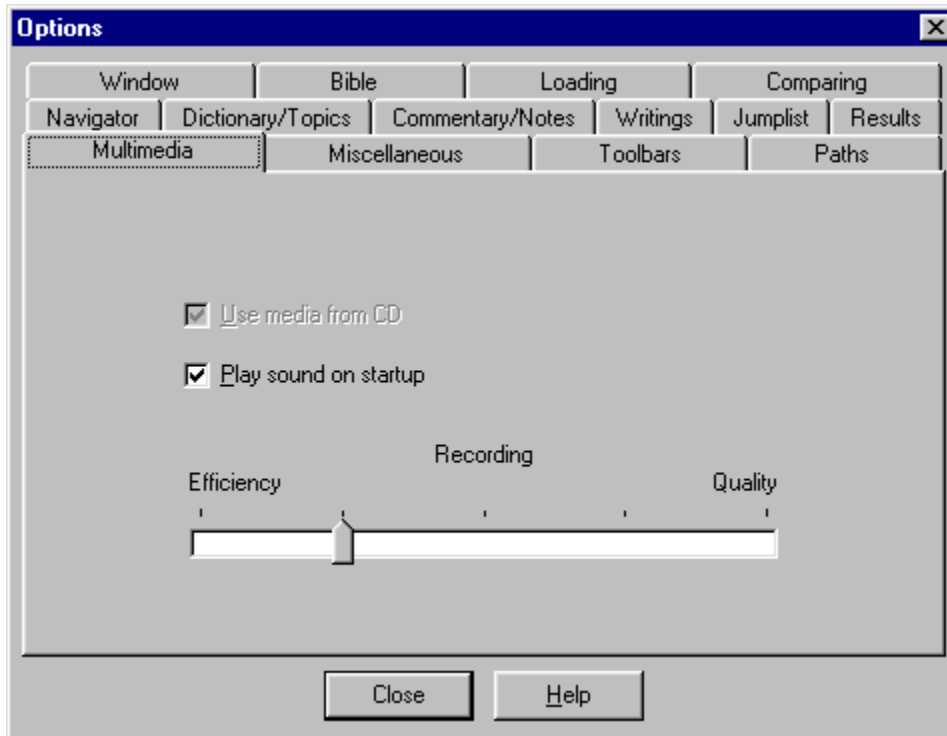 Options
Window Bible Loading Comparing
Navigator Dictionary/Topics Commentary/Notes Writings Jumplist Results
Multimedia Miscellaneous Toolbars Paths
Use media from CD
Play sound on startup
Recording
Efficiency Quality
Close Help